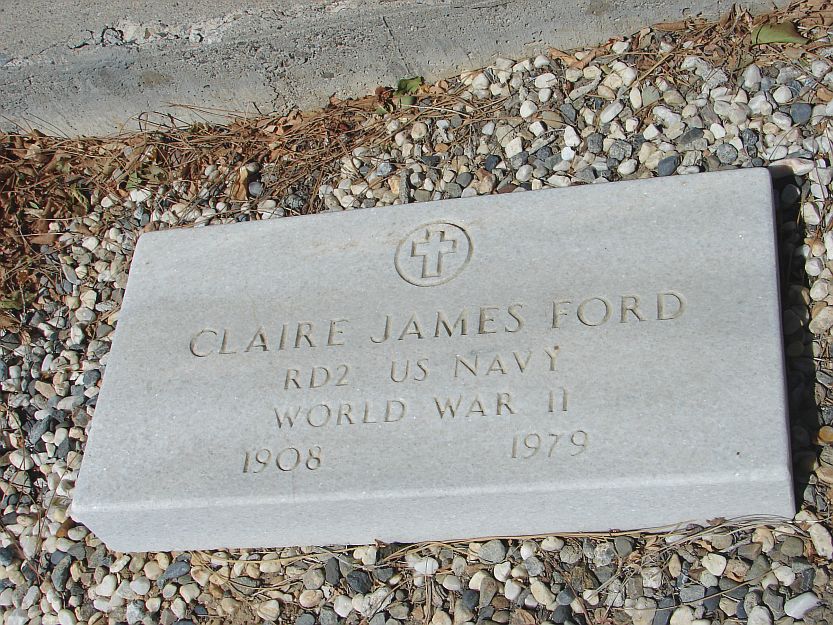 CLAIRE JAMES FORD
RD2 US NAVY
WORLD WAR II
1908 1979